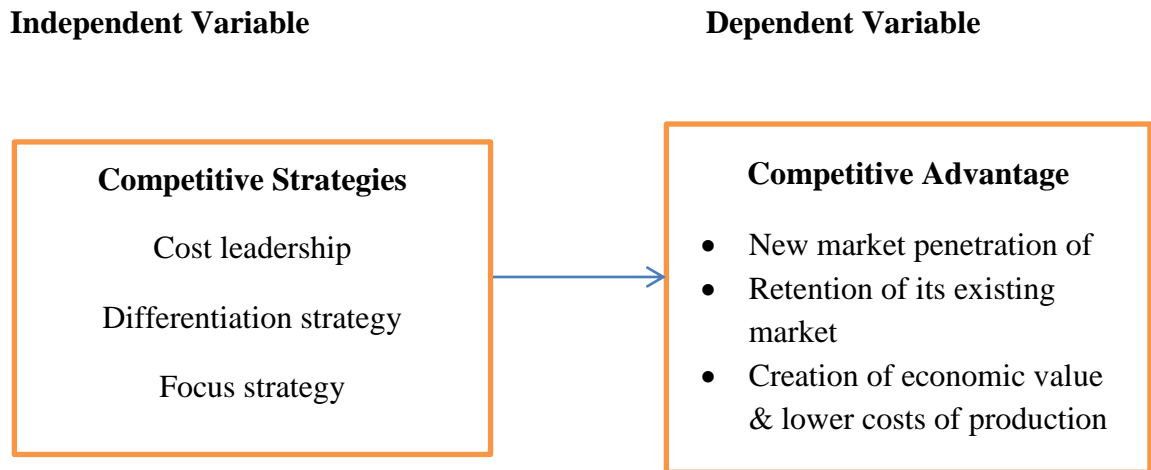 Independent Variable
Dependent Variable
Competitive Strategies
Cost leadership
Differentiation strategy
Focus strategy
Competitive Advantage
• New market penetration of
• Retention of its existing
market
• Creation of economic value
& lower costs of production